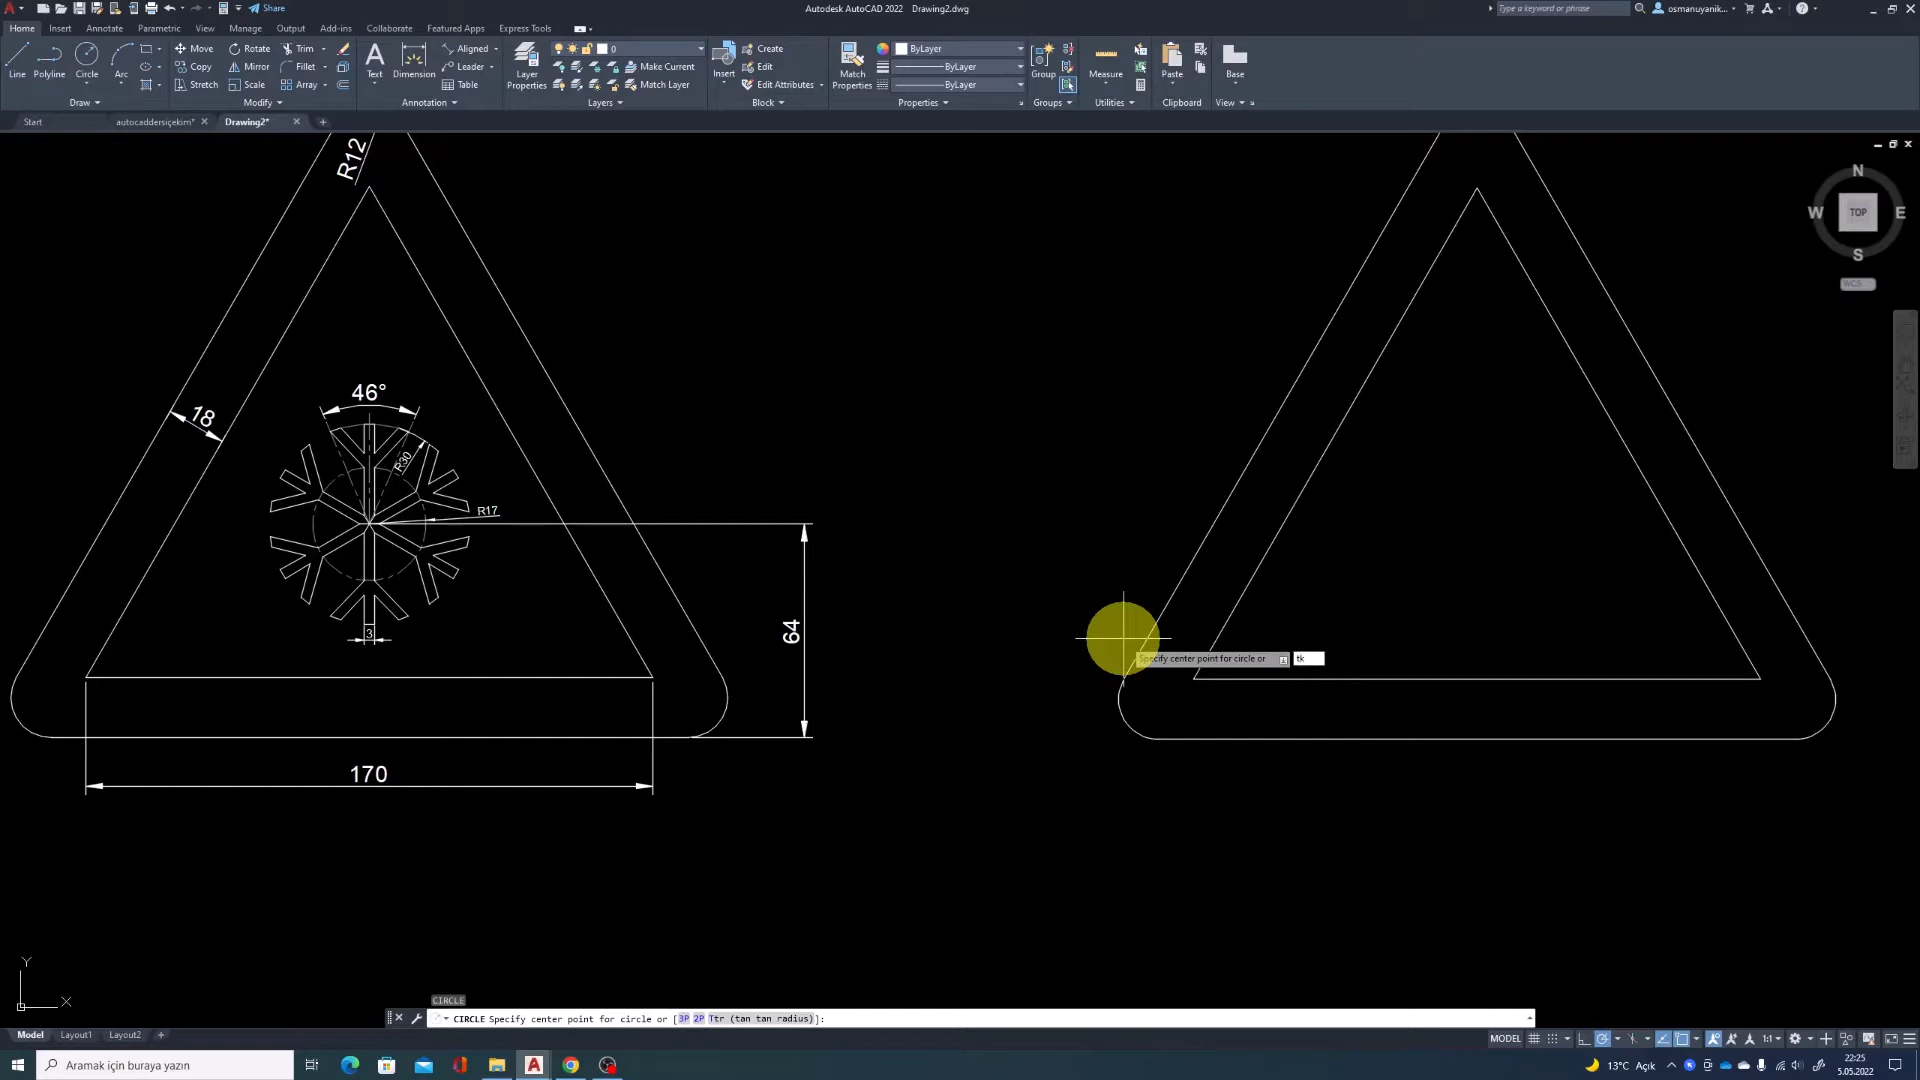 Share
Autodesk AutoCAD 2022 Drawing2.dwg
Type a keyword or phrase
osmanuyanik...
Home Insert Annotate Parametric View Manage Output Add-ins Collaborate Featured Apps Express Tools
Line Polyline Circle Arc
Move Rotate Trim
Copy Mirror Fillet
Stretch Scale Array
Draw Modify
Text Dimension
Aligned
Leader
Table
Annotation
Layer Properties
0
Make Current
Match Layer
Layers
Insert
Create
Edit
Edit Attributes
Block
Match Properties
ByLayer
ByLayer
ByLayer
Properties
Group
Groups
Measure
Utilities
Paste
Clipboard
Base
View
Start autocaddersiçekim* Drawing2*
N
W TOP E
S
WCS
R12
18
46°
R30
R17
3
64
170
Specify center point for circle or tk
Y
X
CIRCLE
CIRCLE Specify center point for circle or [3P 2P Ttr (tan tan radius)]:
Model Layout1 Layout2
MODEL 1:1
Aramak için buraya yazın
13°C Açık
22:25
5.05.2022